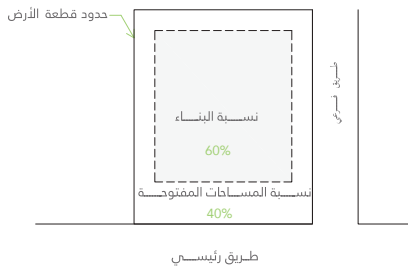 حدود قطعة الأرض
طريق فرعي
نسبة البناء
60%
نسبة المساحات المفتوحة
40%
طريق رئيسي